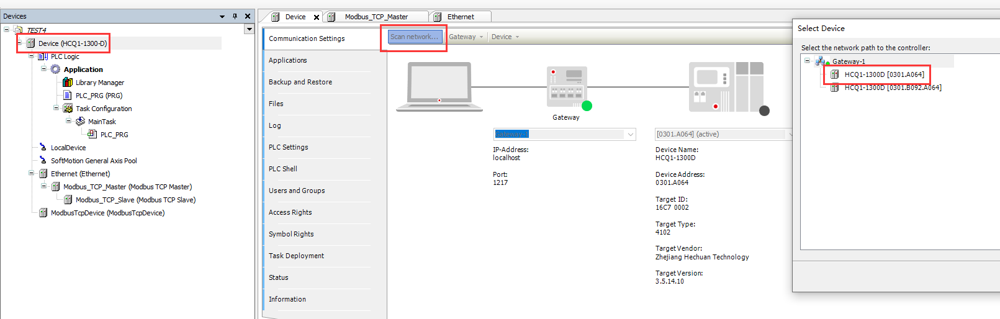 Devices
TEST4
Device (HCQ1-1300-D)
PLC Logic
Application
Library Manager
PLC_PRG (PRG)
Task Configuration
MainTask
PLC_PRG
LocalDevice
SoftMotion General Axis Pool
Ethernet (Ethernet)
Modbus_TCP_Master (Modbus TCP Master)
Modbus_TCP_Slave (Modbus TCP Slave)
ModbusTcpDevice (ModbusTcpDevice)
Device
Modbus_TCP_Master
Ethernet
Communication Settings
Applications
Backup and Restore
Files
Log
PLC Settings
PLC Shell
Users and Groups
Access Rights
Symbol Rights
Task Deployment
Status
Information
Scan network...
Gateway
Device
Gateway
Gateway-1
IP-Address:
localhost
Port:
1217
[0301.A064] (active)
Device Name:
HCQ1-1300D
Device Address:
0301.A064
Target ID:
16C7 0002
Target Type:
4102
Target Vendor:
Zhejiang Hechuan Technology
Target Version:
3.5.14.10
Select Device
Select the network path to the controller:
Gateway-1
HCQ1-1300D [0301.A064]
HCQ1-1300D [0301.B092.A064]